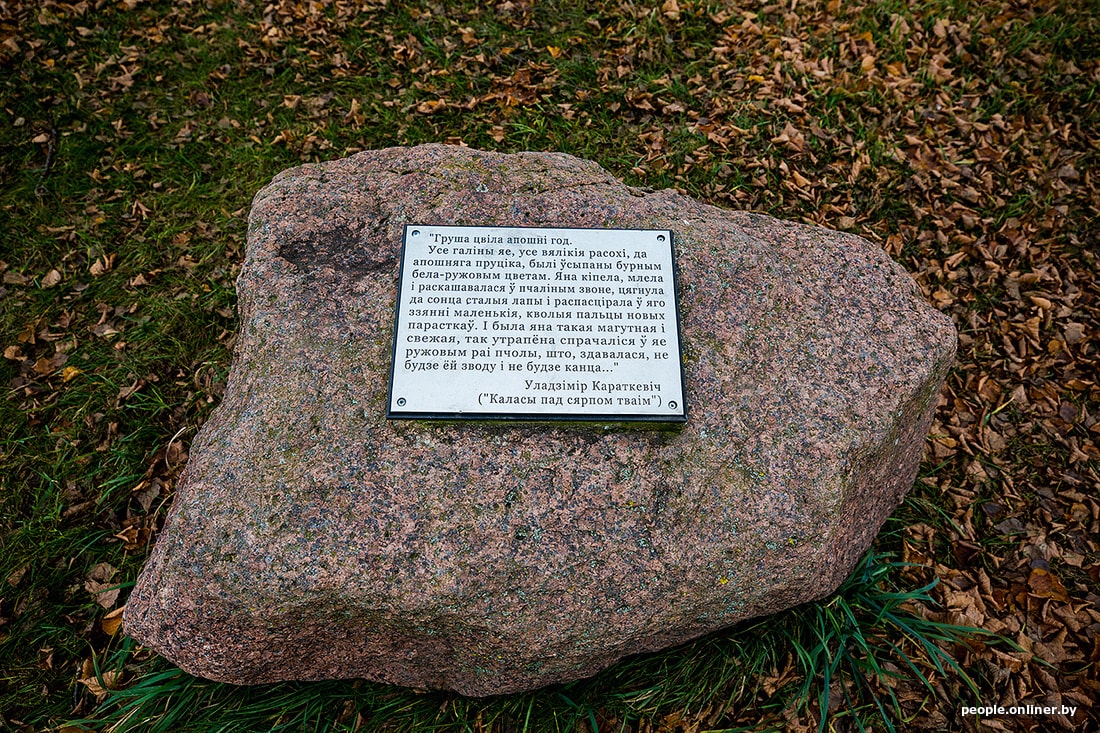 "Груша цвіла апошні год.
Усе галіны яе, усе вялікія расохі, да
апошняга пруціка, былі ўсыпаны бурным
бела-ружовым цветам. Яна кіпела, млела
і раскашавалася ў пчаліным звоне, цягнула
да сонца сталыя лапы і распасцірала ў яго
ззянні маленькія, кволыя пальцы новых
парасткаў. І была яна такая магутная і
свежая, так утрапёна спрачаліся ў яе
ружовым раі пчолы, што, здавалася, не
будзе ёй зводу і не будзе канца..."
Уладзімір Караткевіч
("Каласы пад сярпом тваім")
people.onliner.by